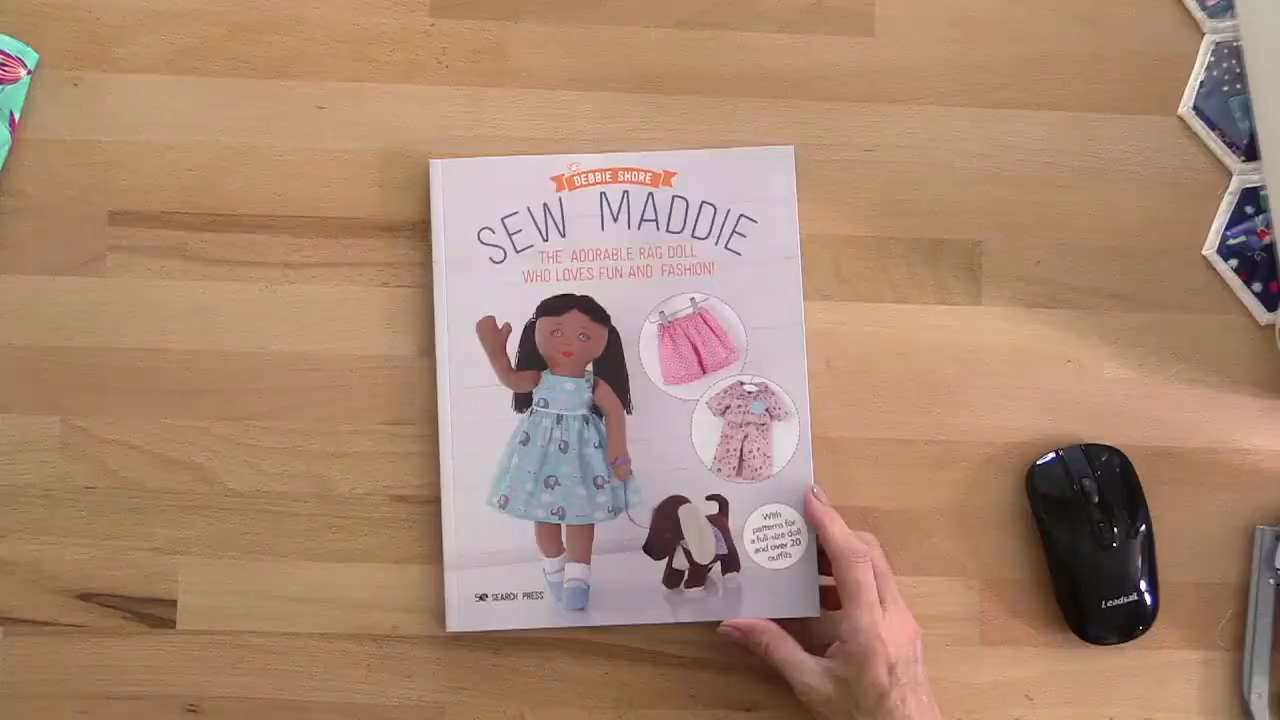 DEBBIE SHORE
SEW MADDIE
THE ADORABLE RAG DOLL
WHO LOVES FUN AND FASHION!
With
patterns for
a full-size doll
and over 20
outfits
SEARCH PRESS
Leadsail